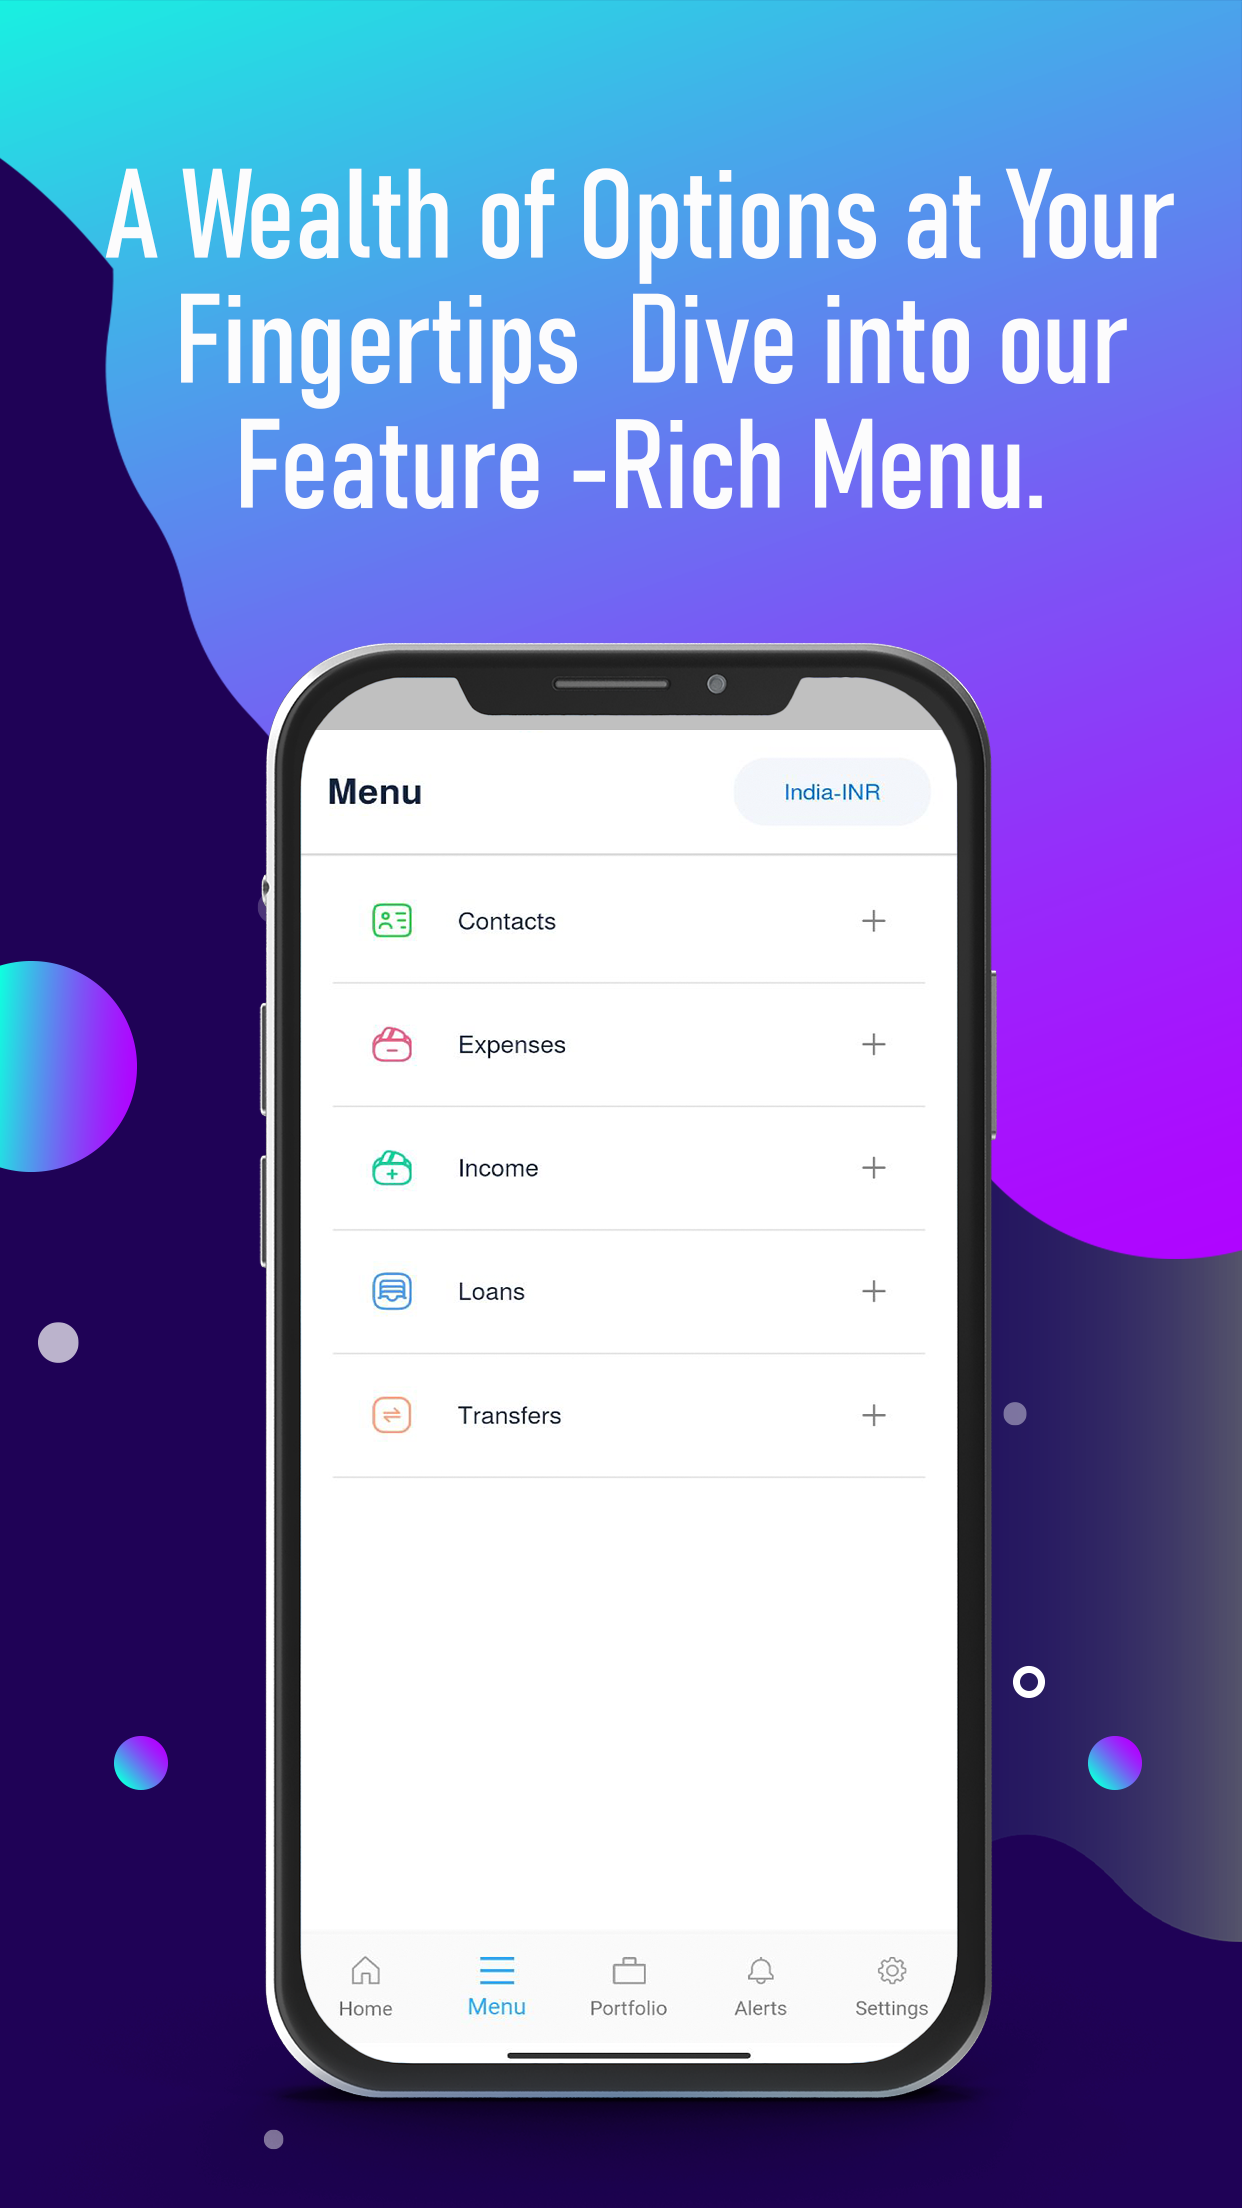 A Wealth of Options at Your
Fingertips  Dive into our
Feature -Rich Menu.
Menu
India-INR
Contacts
Expenses
Income
Loans
Transfers
Home
Menu
Portfolio
Alerts
Settings